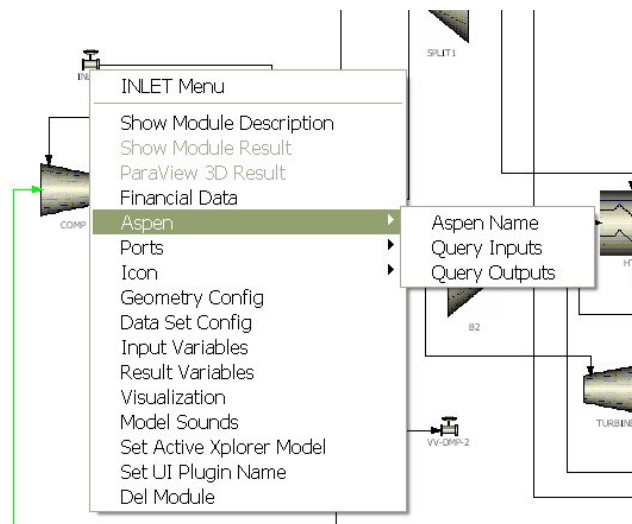 SPLIT1
INLET Menu
Show Module Description
Show Module Result
ParaView 3D Result
Financial Data
Aspen
Ports
Icon
Geometry Config
Data Set Config
Input Variables
Result Variables
Visualization
Model Sounds
Set Active Xplorer Model
Set UI Plugin Name
Del Module
Aspen Name
Query Inputs
Query Outputs
COMP
B2
TURBINE
VV-DMP-2